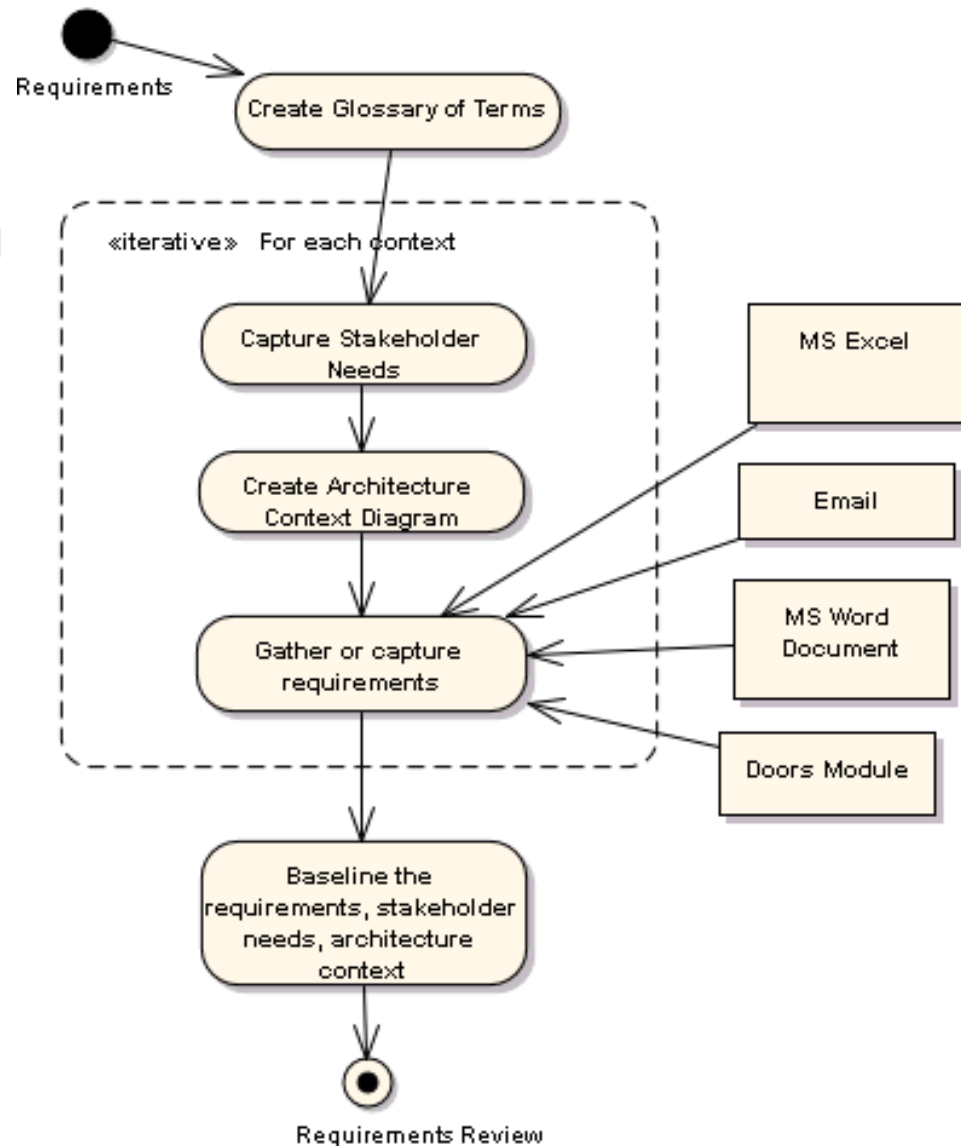 Requirements
Create Glossary of Terms
«iterative» For each context
Capture Stakeholder
Needs
MS Excel
Create Architecture
Context Diagram
Email
Gather or capture
requirements
MS Word
Document
Doors Module
Baseline the
requirements, stakeholder
needs, architecture
context
Requirements Review